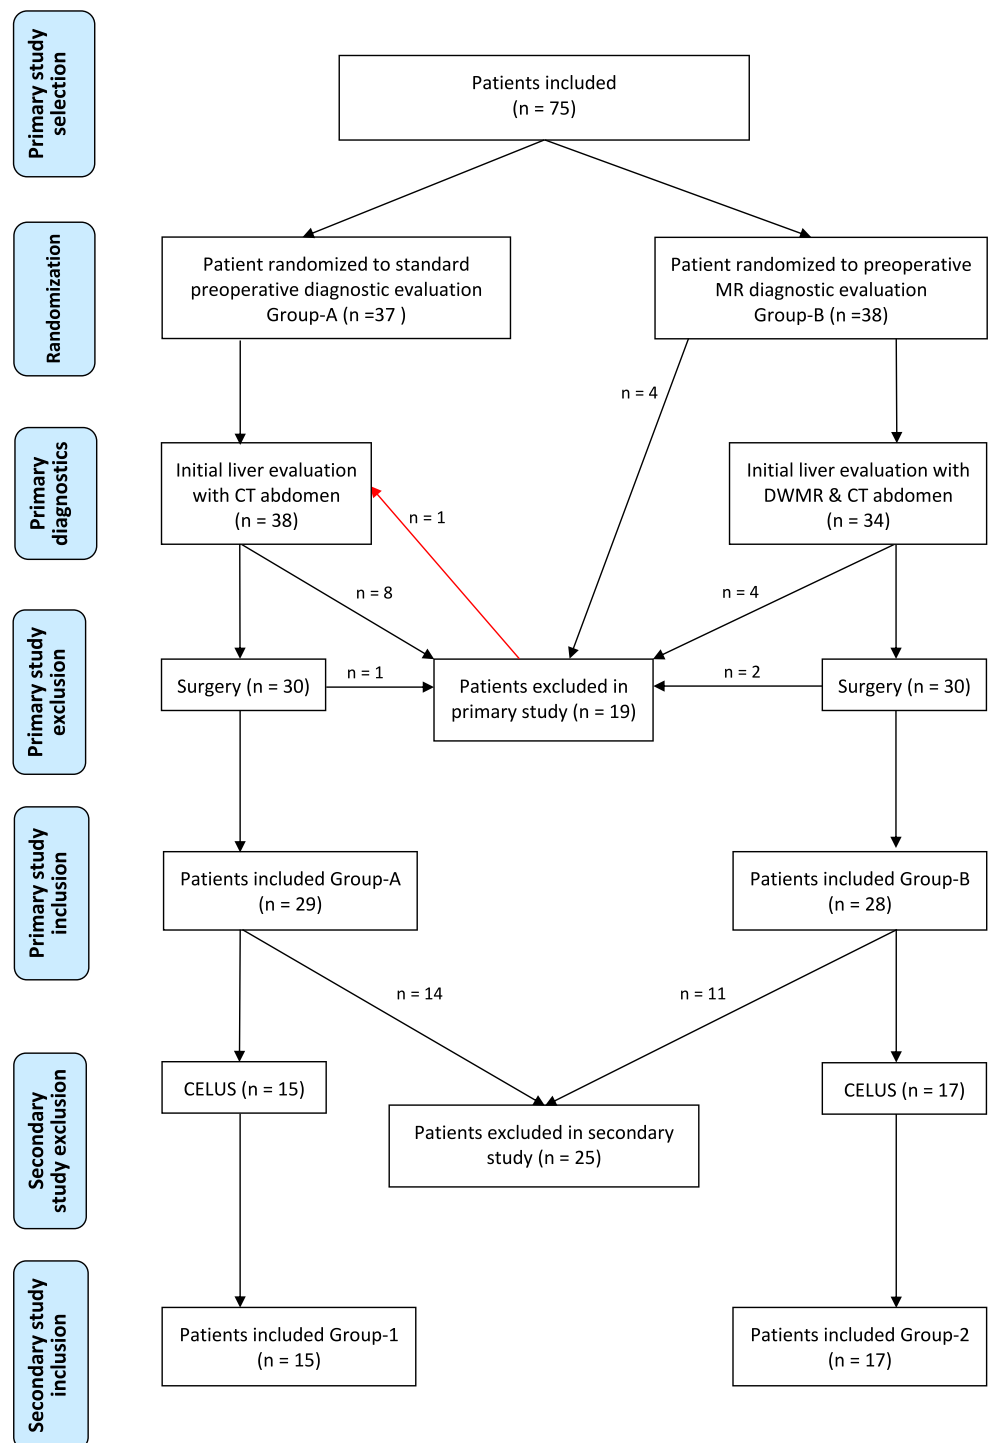 Primary study
selection
Patients included
(n = 75)
Randomization
Patient randomized to standard
preoperative diagnostic evaluation
Group-A (n =37 )
Patient randomized to preoperative
MR diagnostic evaluation
Group-B (n =38)
n = 4
Primary
diagnostics
Initial liver evaluation
with CT abdomen
(n = 38)
n = 1
Initial liver evaluation with
DWMR & CT abdomen
(n = 34)
n = 8
n = 4
Primary study
exclusion
Surgery (n = 30)
n = 1
Patients excluded in
primary study (n = 19)
n = 2
Surgery (n = 30)
Primary study
inclusion
Patients included Group-A
(n = 29)
Patients included Group-B
(n = 28)
n = 14
n = 11
Secondary
study exclusion
CELUS (n = 15)
Patients excluded in secondary
study (n = 25)
CELUS (n = 17)
Secondary study
inclusion
Patients included Group-1
(n = 15)
Patients included Group-2
(n = 17)